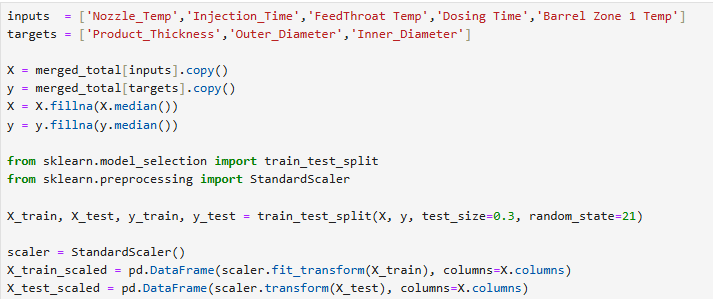 inputs  = ['Nozzle_Temp','Injection_Time','FeedThroat Temp','Dosing Time','Barrel Zone 1 Temp']
targets = ['Product_Thickness','Outer_Diameter','Inner_Diameter']
X = merged_total[inputs].copy()
y = merged_total[targets].copy()
X = X.fillna(X.median())
y = y.fillna(y.median())
from sklearn.model_selection import train_test_split
from sklearn.preprocessing import StandardScaler
X_train, X_test, y_train, y_test = train_test_split(X, y, test_size=0.3, random_state=21)
scaler = StandardScaler()
X_train_scaled = pd.DataFrame(scaler.fit_transform(X_train), columns=X.columns)
X_test_scaled = pd.DataFrame(scaler.transform(X_test), columns=X.columns)